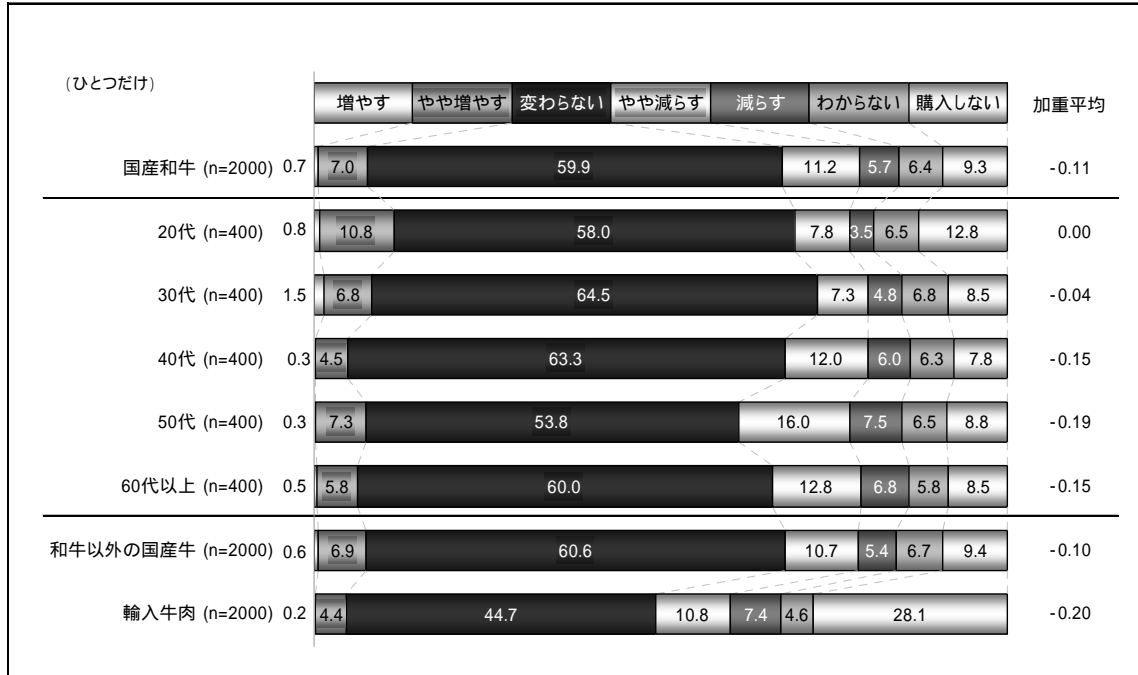 (ひとつだけ)
増やす やや増やす 変わらない やや減らす 減らす わからない 購入しない 加重平均
国産和牛 (n=2000) 0.7 7.0 59.9 11.2 5.7 6.4 9.3 -0.11
20代 (n=400) 0.8 10.8 58.0 7.8 3.5 6.5 12.8 0.00
30代 (n=400) 1.5 6.8 64.5 7.3 4.8 6.8 8.5 -0.04
40代 (n=400) 0.3 4.5 63.3 12.0 6.0 6.3 7.8 -0.15
50代 (n=400) 0.3 7.3 53.8 16.0 7.5 6.5 8.8 -0.19
60代以上 (n=400) 0.5 5.8 60.0 12.8 6.8 5.8 8.5 -0.15
和牛以外の国産牛 (n=2000) 0.6 6.9 60.6 10.7 5.4 6.7 9.4 -0.10
輸入牛肉 (n=2000) 0.2 4.4 44.7 10.8 7.4 4.6 28.1 -0.20